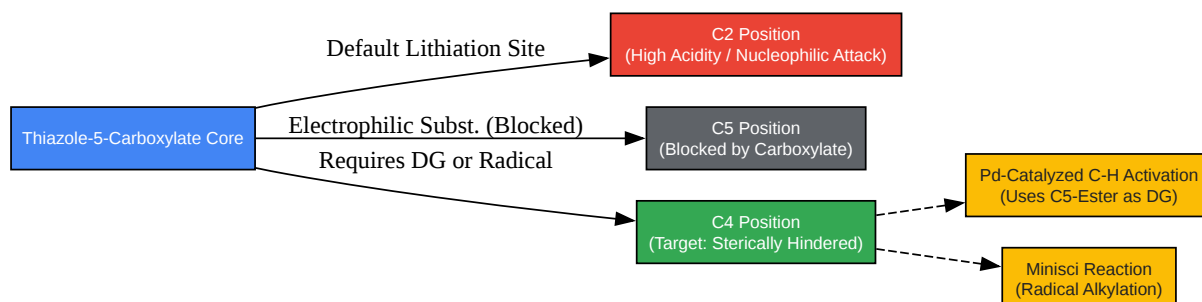 C2 Position
(High Acidity / Nucleophilic Attack)
Default Lithiation Site
Thiazole-5-Carboxylate Core
Electrophilic Subst. (Blocked)
C5 Position
(Blocked by Carboxylate)
Requires DG or Radical
C4 Position
(Target: Sterically Hindered)
Pd-Catalyzed C-H Activation
(Uses C5-Ester as DG)
Minisci Reaction
(Radical Alkylation)